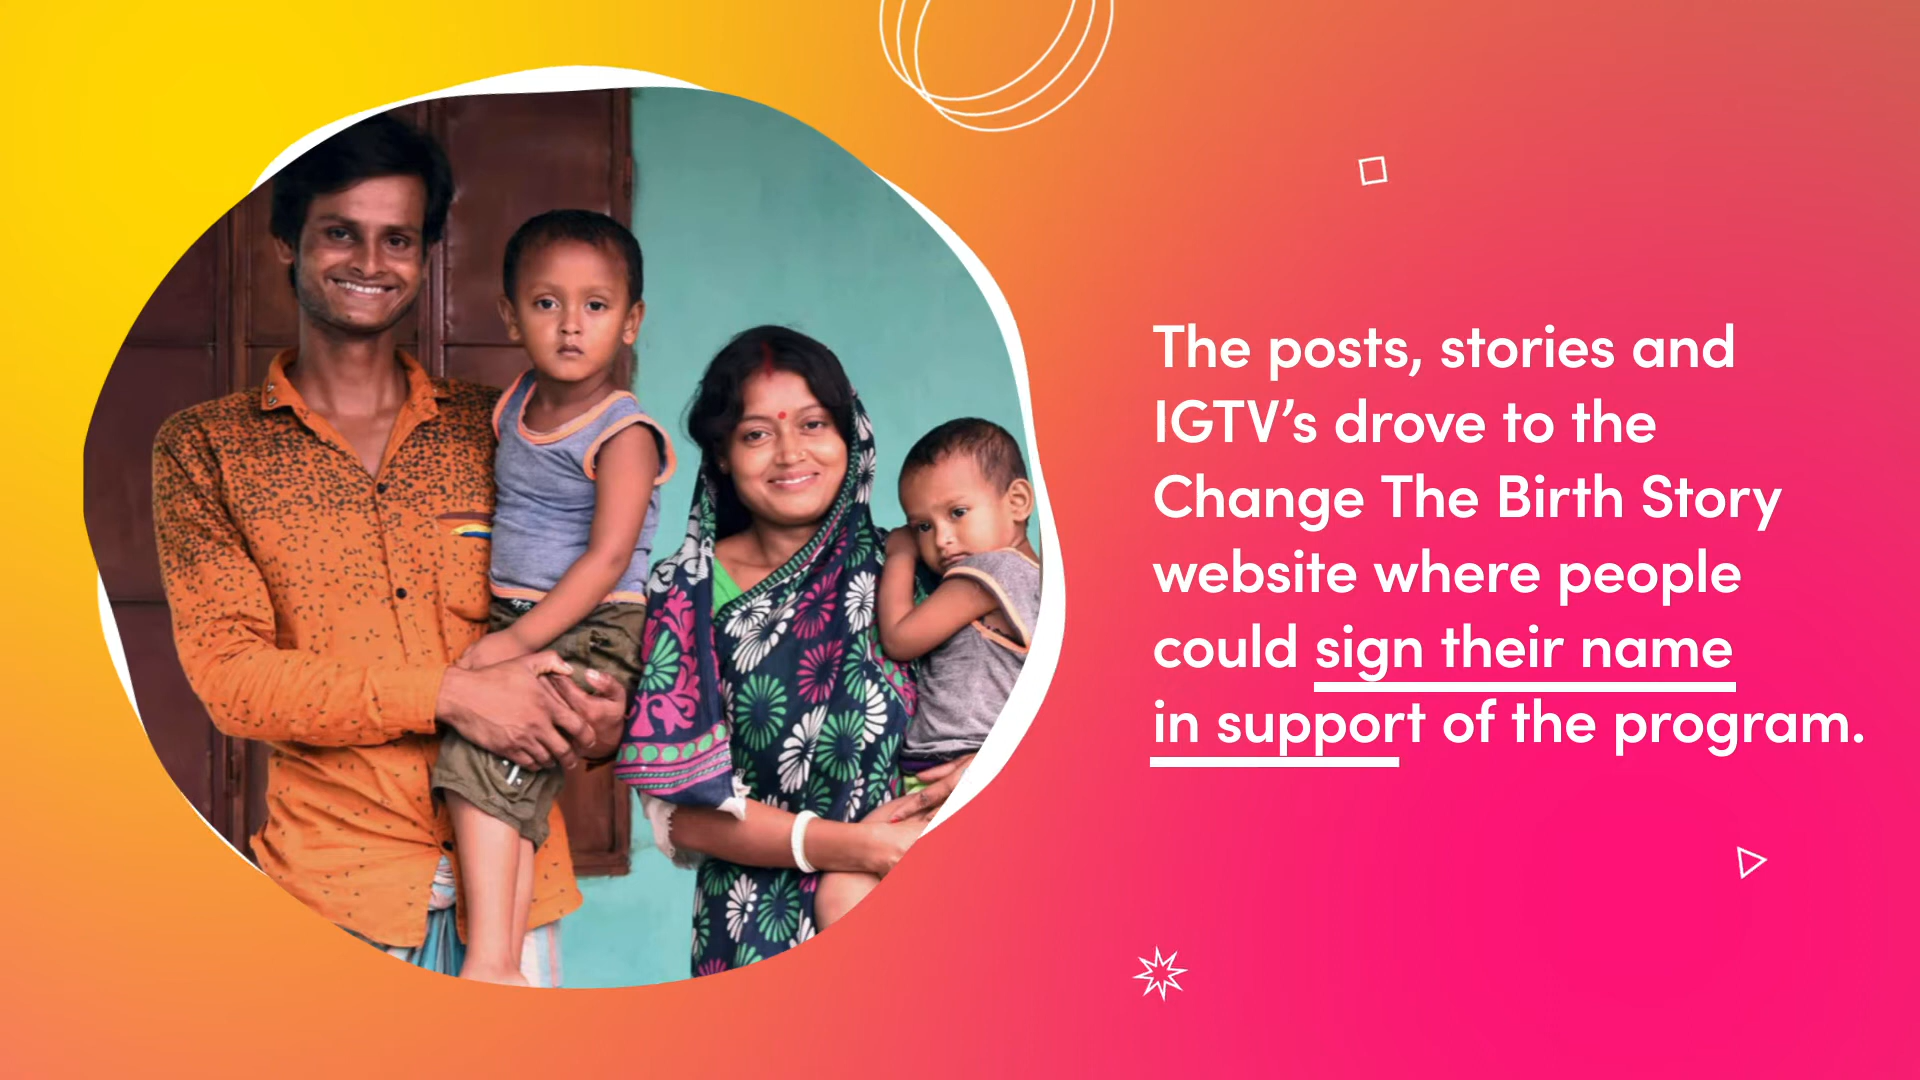 The posts, stories and
IGTV’s drove to the
Change The Birth Story
website where people
could sign their name
in support of the program.